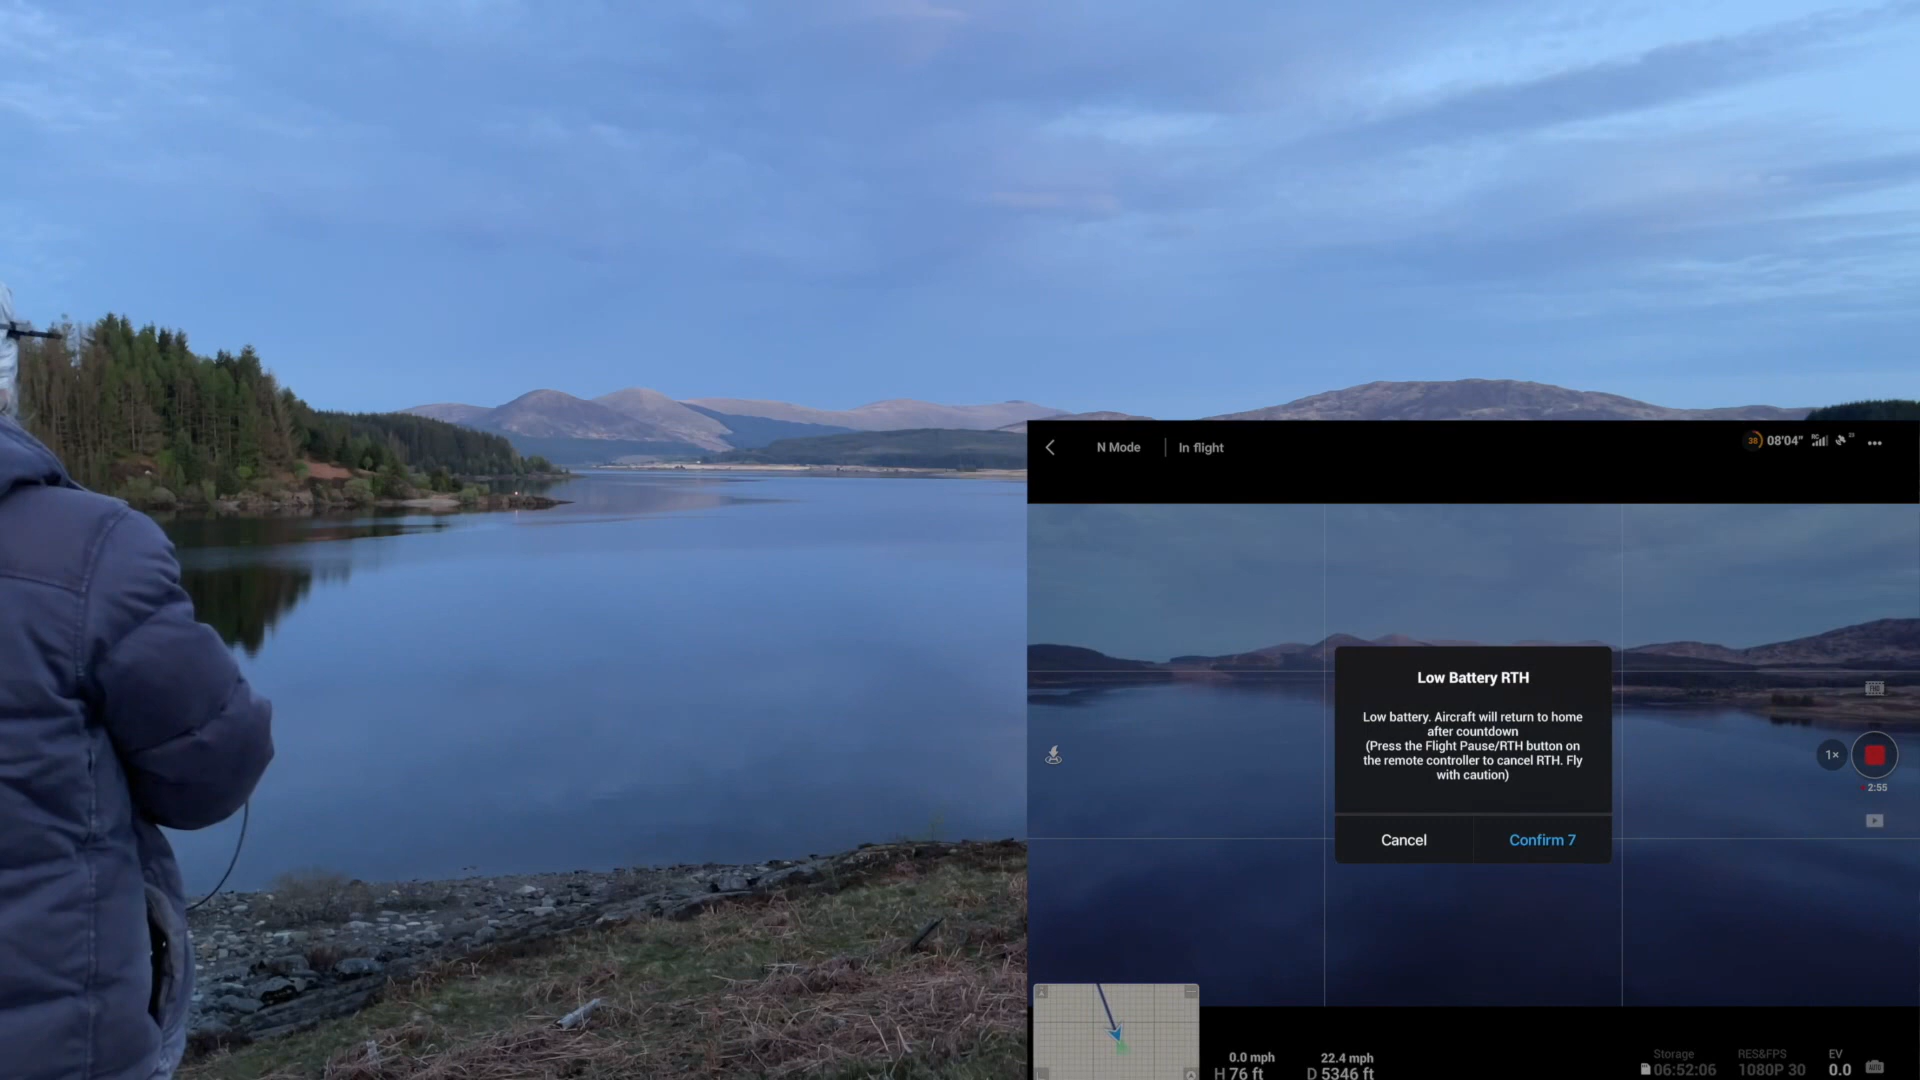 N Mode
In flight
38 08'04" RC
Low Battery RTH
Low battery. Aircraft will return to home
after countdown
(Press the Flight Pause/RTH button on
the remote controller to cancel RTH. Fly
with caution)
Cancel
Confirm 7
1×
2:55
0.0 mph
22.4 mph
H 76 ft
D 5346 ft
Storage
06:52:06
RES&FPS
1080P 30
EV
0.0
AUTO